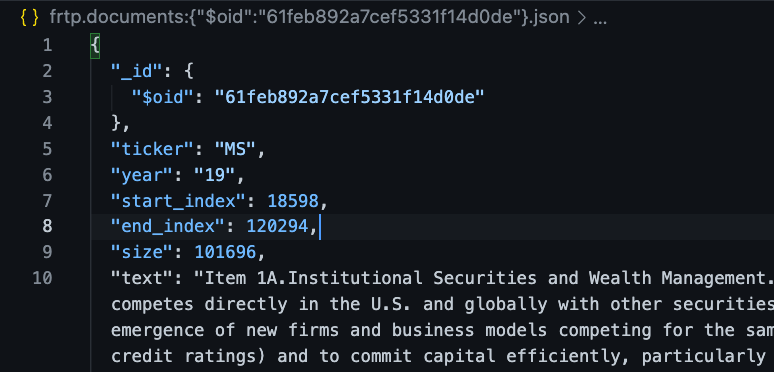 { } frtp.documents:{"$oid":"61feb892a7cef5331f14d0de"}.json > ...
1 {
2 "_id": {
3 "$oid": "61feb892a7cef5331f14d0de"
4 },
5 "ticker": "MS",
6 "year": "19",
7 "start_index": 18598,
8 "end_index": 120294,
9 "size": 101696,
10 "text": "Item 1A.Institutional Securities and Wealth Management.
competes directly in the U.S. and globally with other securities
emergence of new firms and business models competing for the sam
credit ratings) and to commit capital efficiently, particularly